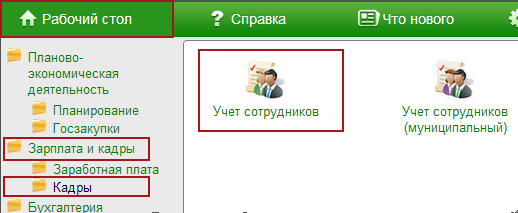 Рабочий стол
Справка
Что нового
Планово-
экономическая
деятельность
Планирование
Госзакупки
Зарплата и кадры
Заработная плата
Кадры
Бухгалтерия
Учет сотрудников
Учет сотрудников
(муниципальный)